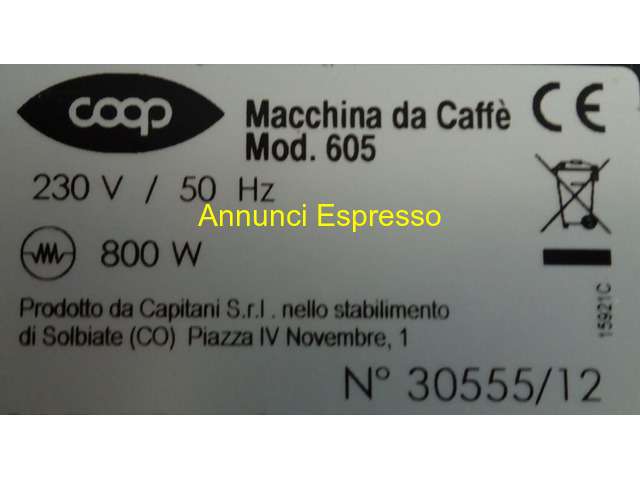 coop
Macchina da Caffè
Mod. 605
CE
230 V / 50 Hz
Annunci Espresso
800 W
Prodotto da Capitani S.r.l. nello stabilimento
di Solbiate (CO) Piazza IV Novembre, 1
15921C
N° 30555/12